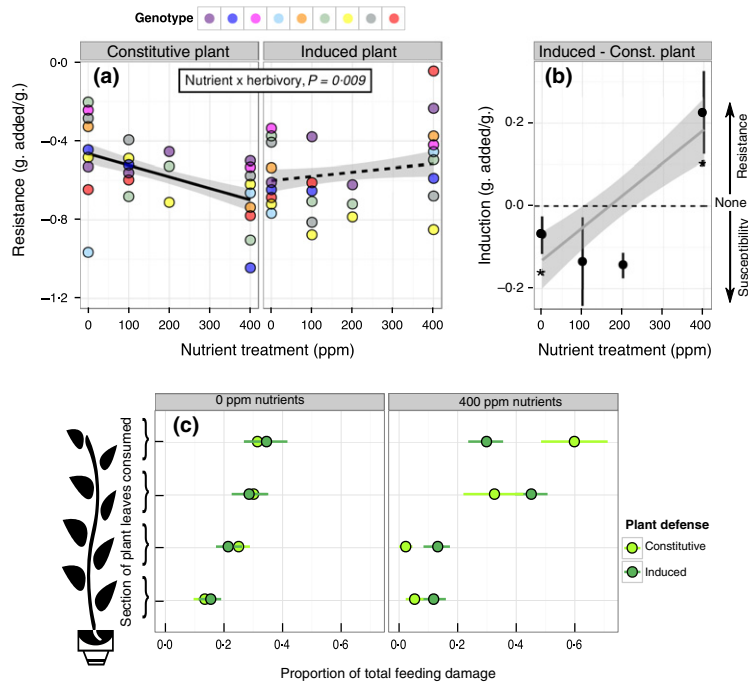 Genotype
Constitutive plant
Induced plant
(a)
Nutrient x herbivory, P = 0·009
Resistance (g. added/g.)
0·0
−0·4
−0·8
−1·2
0 100 200 300 400
0 100 200 300 400
Nutrient treatment (ppm)
Induced - Const. plant
(b)
Induction (g. added/g.)
0·2
0·0
−0·2
*
*
0 100 200 300 400
Nutrient treatment (ppm)
Resistance
None
Susceptibility
0 ppm nutrients
400 ppm nutrients
(c)
Section of plant leaves consumed
0·0 0·2 0·4 0·6
0·0 0·2 0·4 0·6
Proportion of total feeding damage
Plant defense
Constitutive
Induced